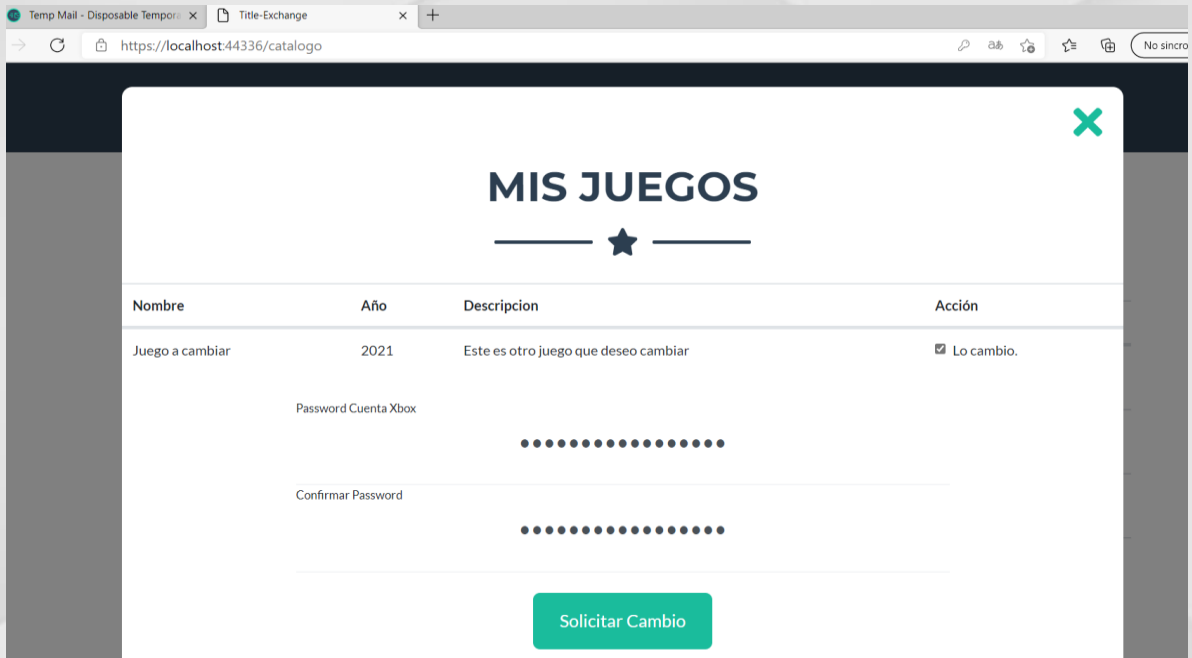 Temp Mail - Disposable Tempora
Title-Exchange
https://localhost:44336/catalogo
No sincro
MIS JUEGOS
Nombre Año Descripcion Acción
Juego a cambiar 2021 Este es otro juego que deseo cambiar Lo cambio.
Password Cuenta Xbox
Confirmar Password
Solicitar Cambio